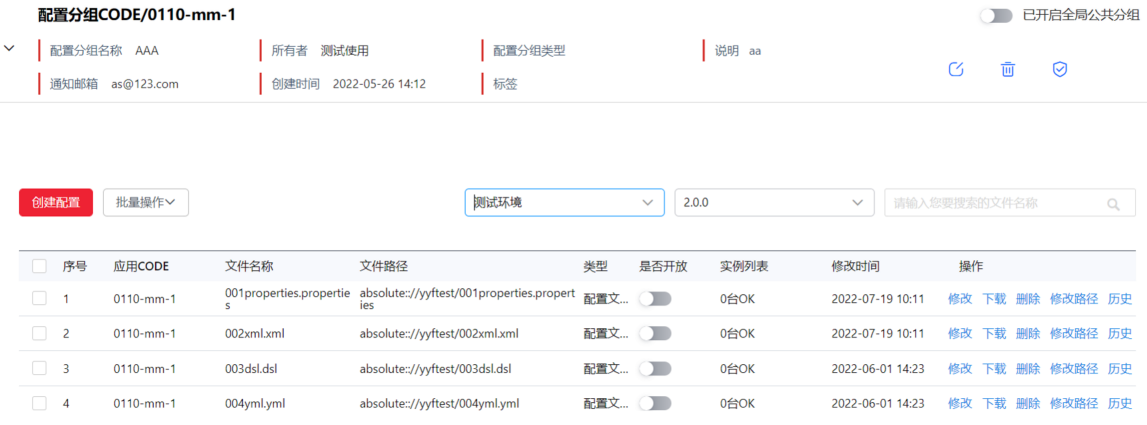 配置分组CODE/0110-mm-1 已开启全局公共分组
配置分组名称 AAA 所有者 测试使用 配置分组类型 说明 aa
通知邮箱 as@123.com 创建时间 2022-05-26 14:12 标签
创建配置 批量操作 测试环境 2.0.0 请输入您要搜索的文件名称
序号 应用CODE 文件名称 文件路径 类型 是否开放 实例列表 修改时间 操作
1 0110-mm-1 001properties.propertie absolute://yyftest/001properties.propert 配置文... 0台OK 2022-07-19 10:11 修改 下载 删除 修改路径 历史
s ies
2 0110-mm-1 002xml.xml absolute://yyftest/002xml.xml 配置文... 0台OK 2022-07-19 10:11 修改 下载 删除 修改路径 历史
3 0110-mm-1 003dsl.dsl absolute://yyftest/003dsl.dsl 配置文... 0台OK 2022-06-01 14:23 修改 下载 删除 修改路径 历史
4 0110-mm-1 004yml.yml absolute://yyftest/004yml.yml 配置文... 0台OK 2022-06-01 14:23 修改 下载 删除 修改路径 历史